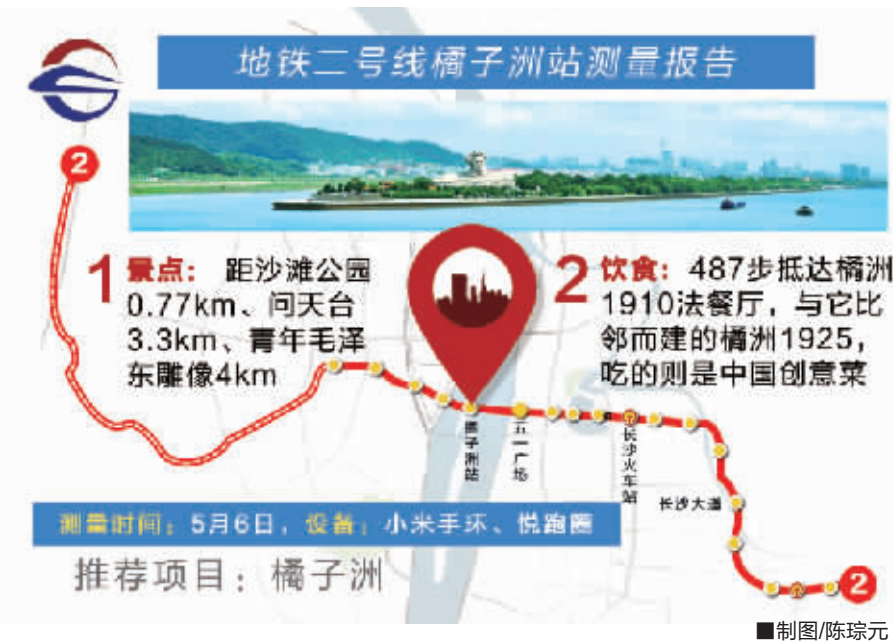 地铁二号线橘子洲站测量报告
2
1 景点： 距沙滩公园
0.77km、问天台
3.3km、青年毛泽
东雕像4km
2 饮食： 487步抵达橘洲
1910法餐厅，与它比
邻而建的橘洲1925，
吃的则是中国创意菜
橘子洲站
五一广场
长沙火车站
长沙大道
测量时间：5月6日，设备：小米手环、悦跑圈
推荐项目：橘子洲
2
■制图/陈琮元